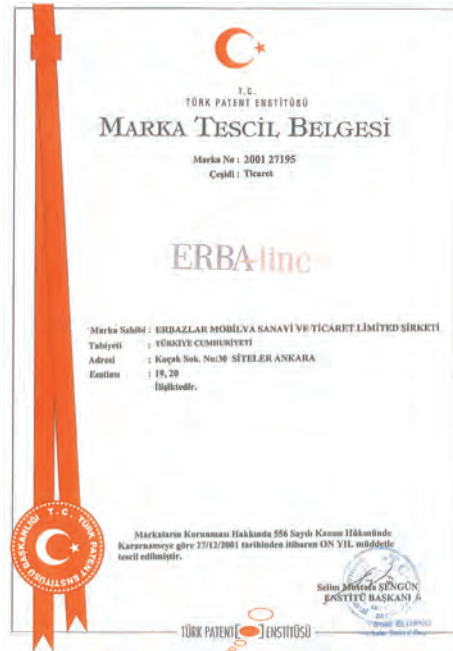 T.C.
TÜRK PATENT ENSTİTÜSÜ
MARKA TESCİL BELGESİ
Marka No : 2001 27195
Çeşidi : Ticaret
ERBA-line
Marka Sahibi : ERBAZLAR MOBİLYA SANAYİ VE TİCARET LİMİTED ŞİRKETİ
Tabiyeti : TÜRKİYE CUMHURİYETİ
Adresi : Koçak Sok. No:30 SİTELER ANKARA
Emtiası : 19, 20
İlişiktedir.
Markaların Korunması Hakkında 556 Sayılı Kanun Hükmünde
Kararnameye göre 27/12/2001 tarihinden itibaren ON YIL müddetle
tescil edilmiştir.
Selim Mustafa ŞENGÜN
ENSTİTÜ BAŞKANI
T.C. TÜRK PATENT ENSTİTÜSÜ BAŞKANLIĞI
TÜRK PATENT ENSTİTÜSÜ